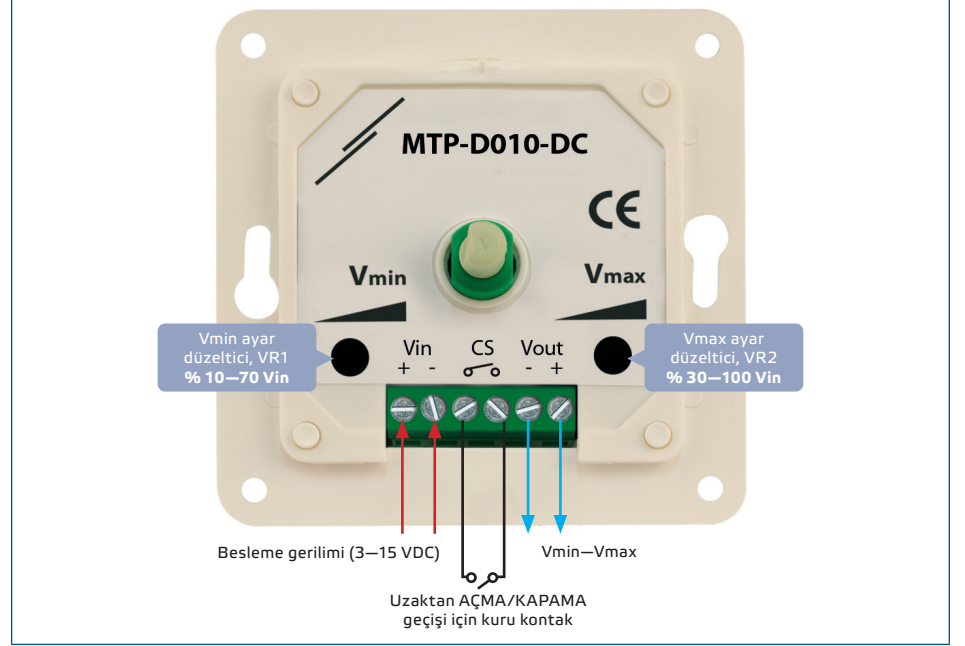 MTP-D010-DC
CE
Vmin
Vmax
Vmin ayar
düzeltici, VR1
% 10—70 Vin
Vin
+ -
CS
Vout
- +
Vmax ayar
düzeltici, VR2
% 30—100 Vin
Besleme gerilimi (3—15 VDC)
Vmin—Vmax
Uzaktan AÇMA/KAPAMA
geçişi için kuru kontak